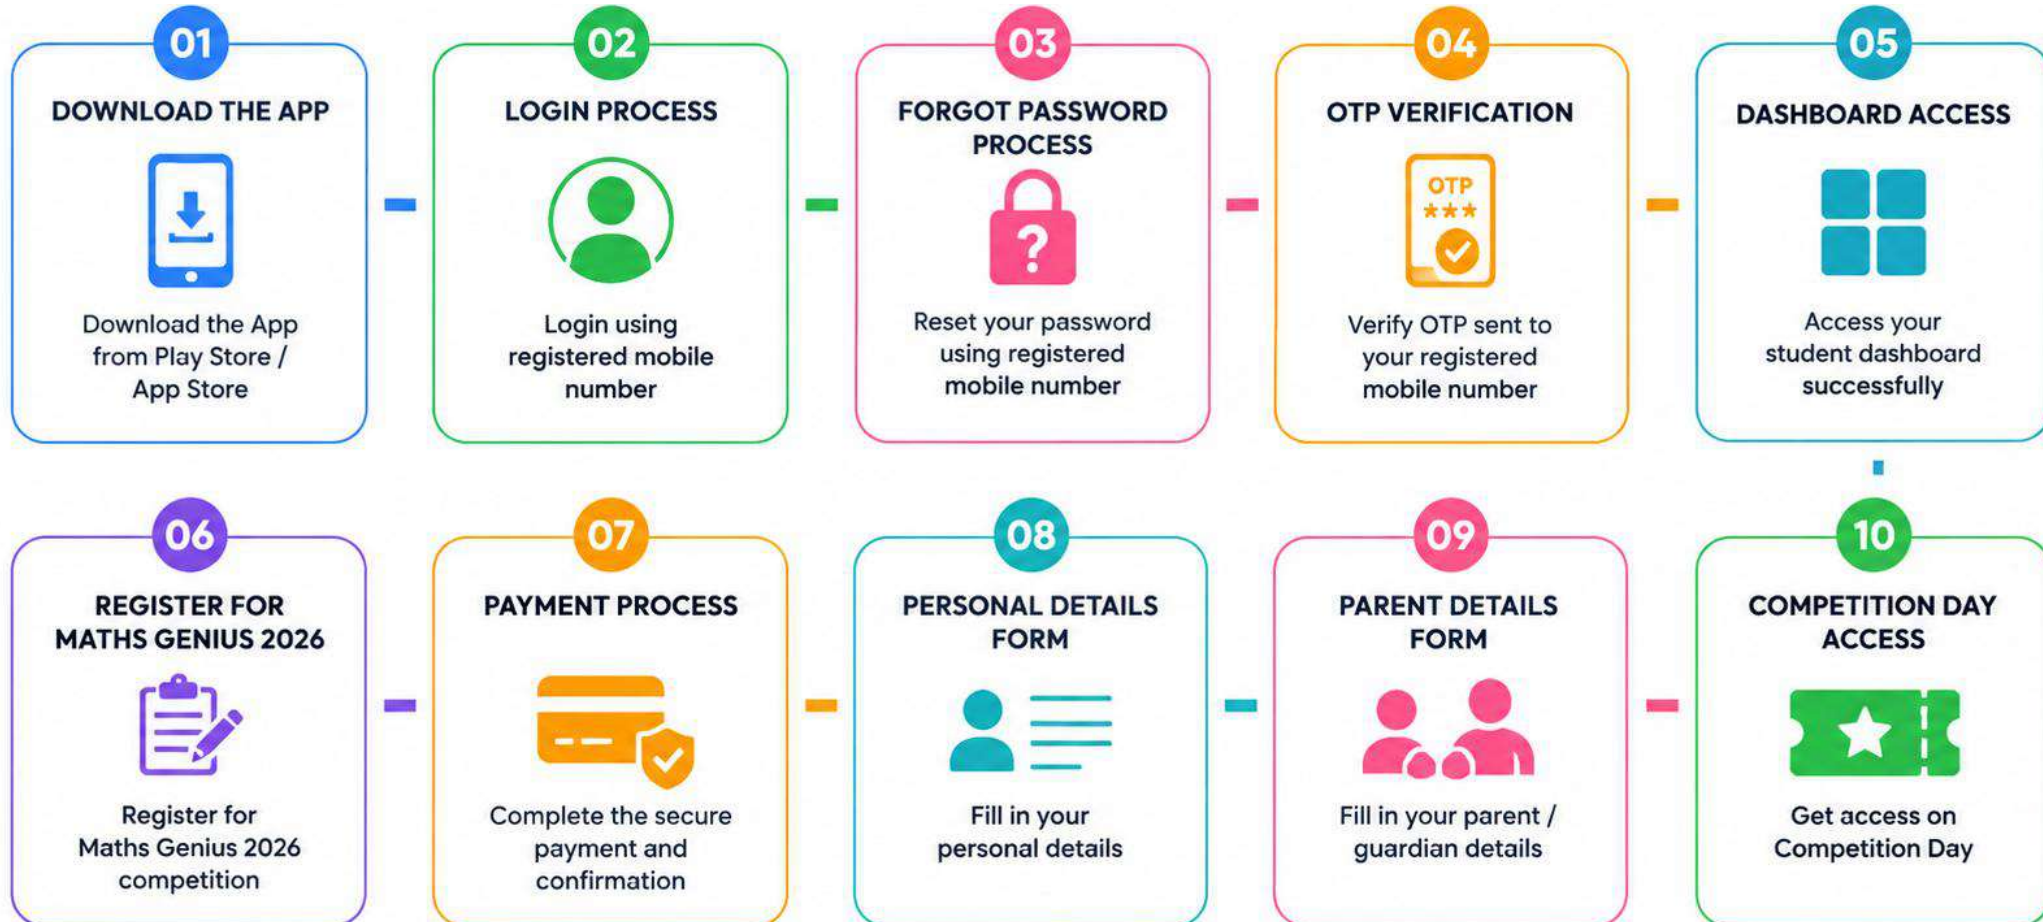 01
DOWNLOAD THE APP
Download the App
from Play Store /
App Store
02
LOGIN PROCESS
Login using
registered mobile
number
03
FORGOT PASSWORD
PROCESS
?
Reset your password
using registered
mobile number
04
OTP VERIFICATION
OTP
***
Verify OTP sent to
your registered
mobile number
05
DASHBOARD ACCESS
Access your
student dashboard
successfully
06
REGISTER FOR
MATHS GENIUS 2026
Register for
Maths Genius 2026
competition
07
PAYMENT PROCESS
Complete the secure
payment and
confirmation
08
PERSONAL DETAILS
FORM
Fill in your
personal details
09
PARENT DETAILS
FORM
Fill in your parent /
guardian details
10
COMPETITION DAY
ACCESS
Get access on
Competition Day